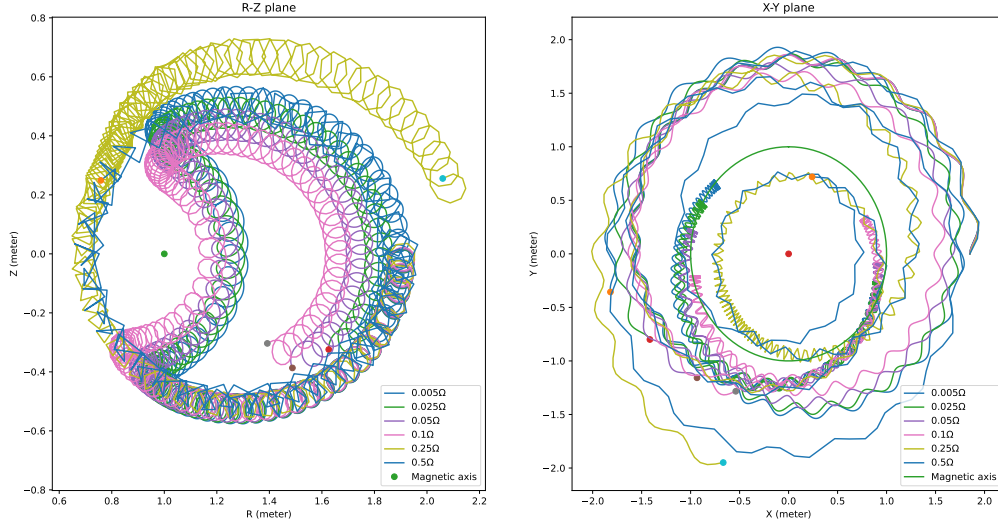 R-Z plane
0.8
0.6
0.4
0.2
0.0
−0.2
−0.4
−0.6
−0.8
Z (meter)
0.6 0.8 1.0 1.2 1.4 1.6 1.8 2.0 2.2
R (meter)
0.005Ω
0.025Ω
0.05Ω
0.1Ω
0.25Ω
0.5Ω
Magnetic axis
X-Y plane
2.0
1.5
1.0
0.5
0.0
−0.5
−1.0
−1.5
−2.0
Y (meter)
−2.0 −1.5 −1.0 −0.5 0.0 0.5 1.0 1.5 2.0
X (meter)
0.005Ω
0.025Ω
0.05Ω
0.1Ω
0.25Ω
0.5Ω
Magnetic axis